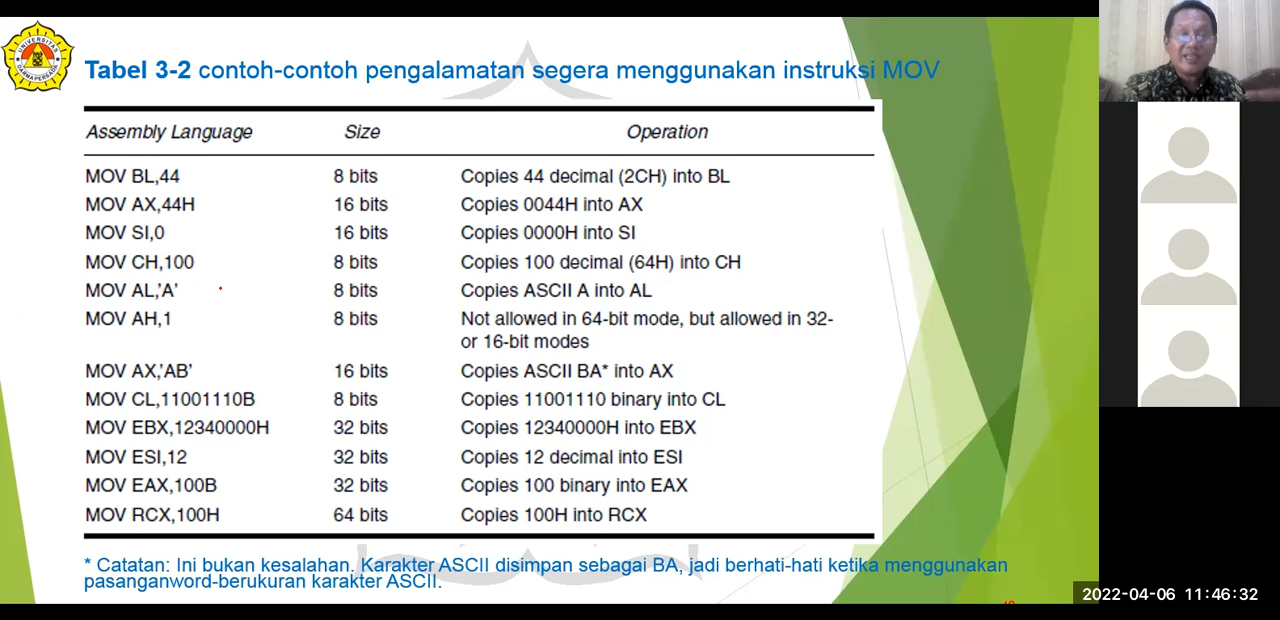 UNIVERSITAS
DARMA PERSADA
Tabel 3-2 contoh-contoh pengalamatan segera menggunakan instruksi MOV
Assembly Language Size Operation
MOV BL,44 8 bits Copies 44 decimal (2CH) into BL
MOV AX,44H 16 bits Copies 0044H into AX
MOV SI,0 16 bits Copies 0000H into SI
MOV CH,100 8 bits Copies 100 decimal (64H) into CH
MOV AL,’A’ 8 bits Copies ASCII A into AL
MOV AH,1 8 bits Not allowed in 64-bit mode, but allowed in 32-
or 16-bit modes
MOV AX,’AB’ 16 bits Copies ASCII BA* into AX
MOV CL,11001110B 8 bits Copies 11001110 binary into CL
MOV EBX,12340000H 32 bits Copies 12340000H into EBX
MOV ESI,12 32 bits Copies 12 decimal into ESI
MOV EAX,100B 32 bits Copies 100 binary into EAX
MOV RCX,100H 64 bits Copies 100H into RCX
* Catatan: Ini bukan kesalahan. Karakter ASCII disimpan sebagai BA, jadi berhati-hati ketika menggunakan
pasanganword-berukuran karakter ASCII.
2022-04-06 11:46:32